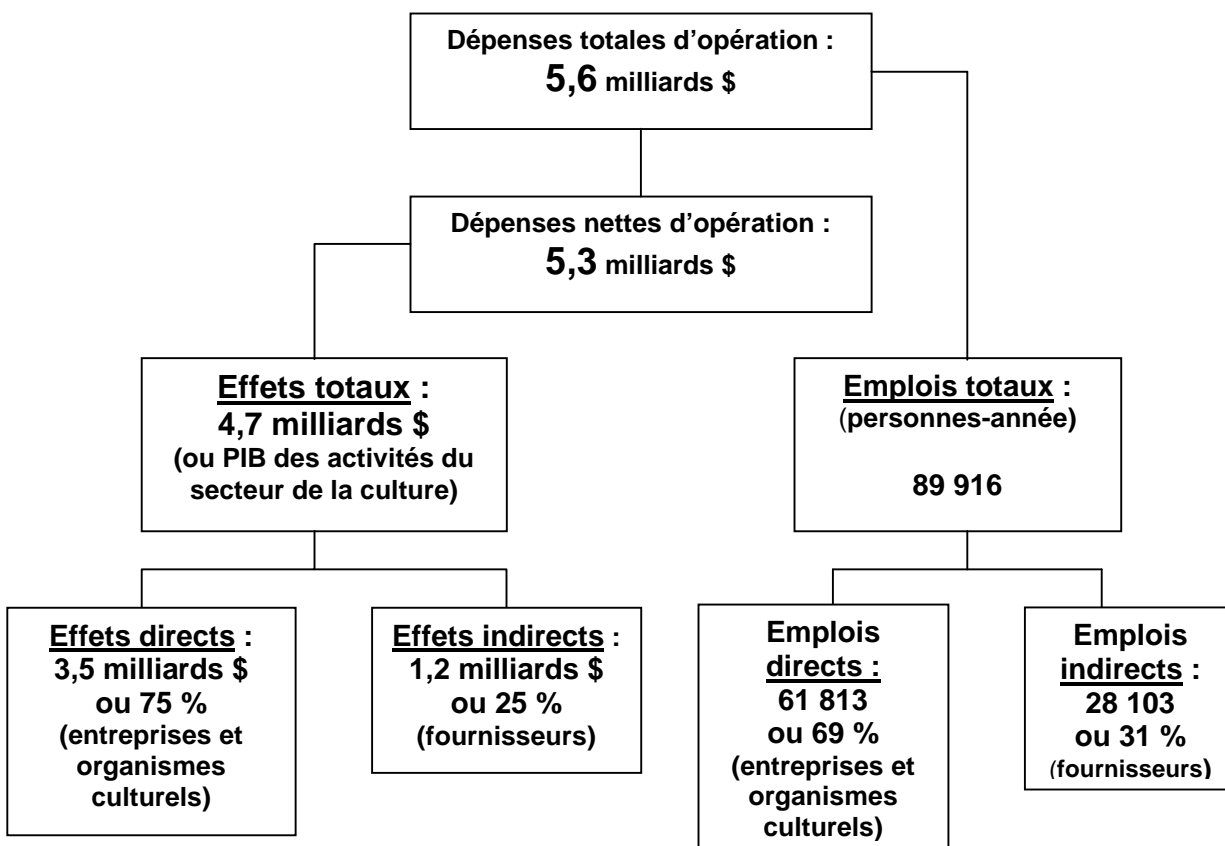 Dépenses totales d’opération :
5,6 milliards $
Dépenses nettes d’opération :
5,3 milliards $
Effets totaux :
4,7 milliards $
(ou PIB des activités du
secteur de la culture)
Emplois totaux :
(personnes-année)
89 916
Effets directs :
3,5 milliards $
ou 75 %
(entreprises et
organismes
culturels)
Effets indirects :
1,2 milliards $
ou 25 %
(fournisseurs)
Emplois
directs :
61 813
ou 69 %
(entreprises et
organismes
culturels)
Emplois
indirects :
28 103
ou 31 %
(fournisseurs)